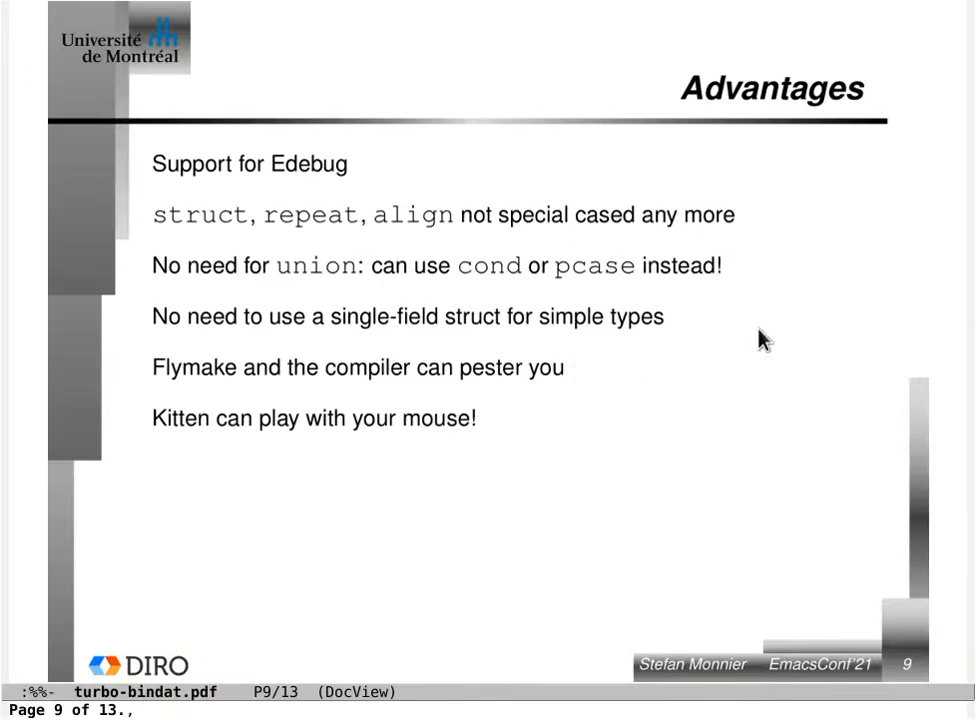 Université
de Montréal
Advantages
Support for Edebug
struct, repeat, align not special cased any more
No need for union: can use cond or pcase instead!
No need to use a single-field struct for simple types
Flymake and the compiler can pester you
Kitten can play with your mouse!
DIRO
Stefan Monnier EmacsConf'21 9
:%%- turbo-bindat.pdf P9/13 (DocView)
Page 9 of 13.,